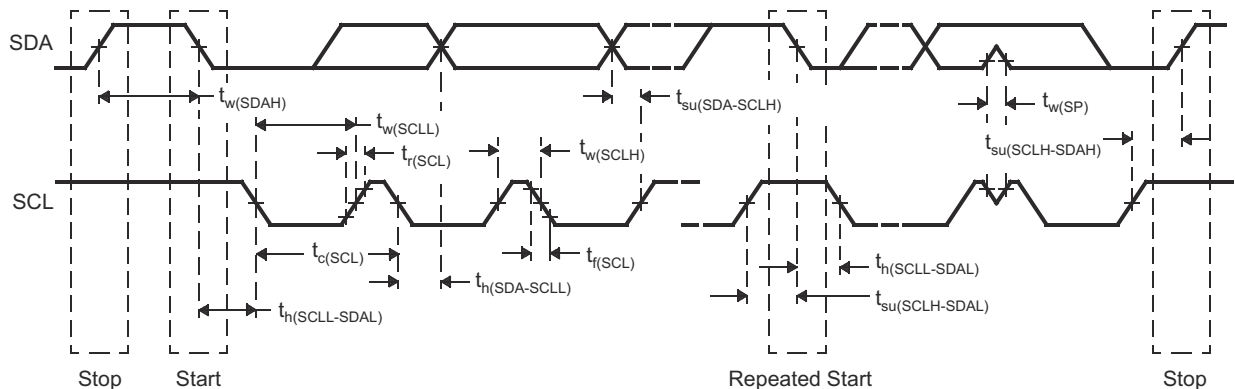 SDA
tw(SDAH)
tw(SCLL)
tr(SCL)
tw(SCLH)
tsu(SDA-SCLH)
tw(SP)
tsu(SCLH-SDAH)
SCL
tc(SCL)
tf(SCL)
th(SDA-SCLL)
th(SCLL-SDAL)
th(SCLL-SDAL)
tsu(SCLH-SDAL)
Stop
Start
Repeated Start
Stop